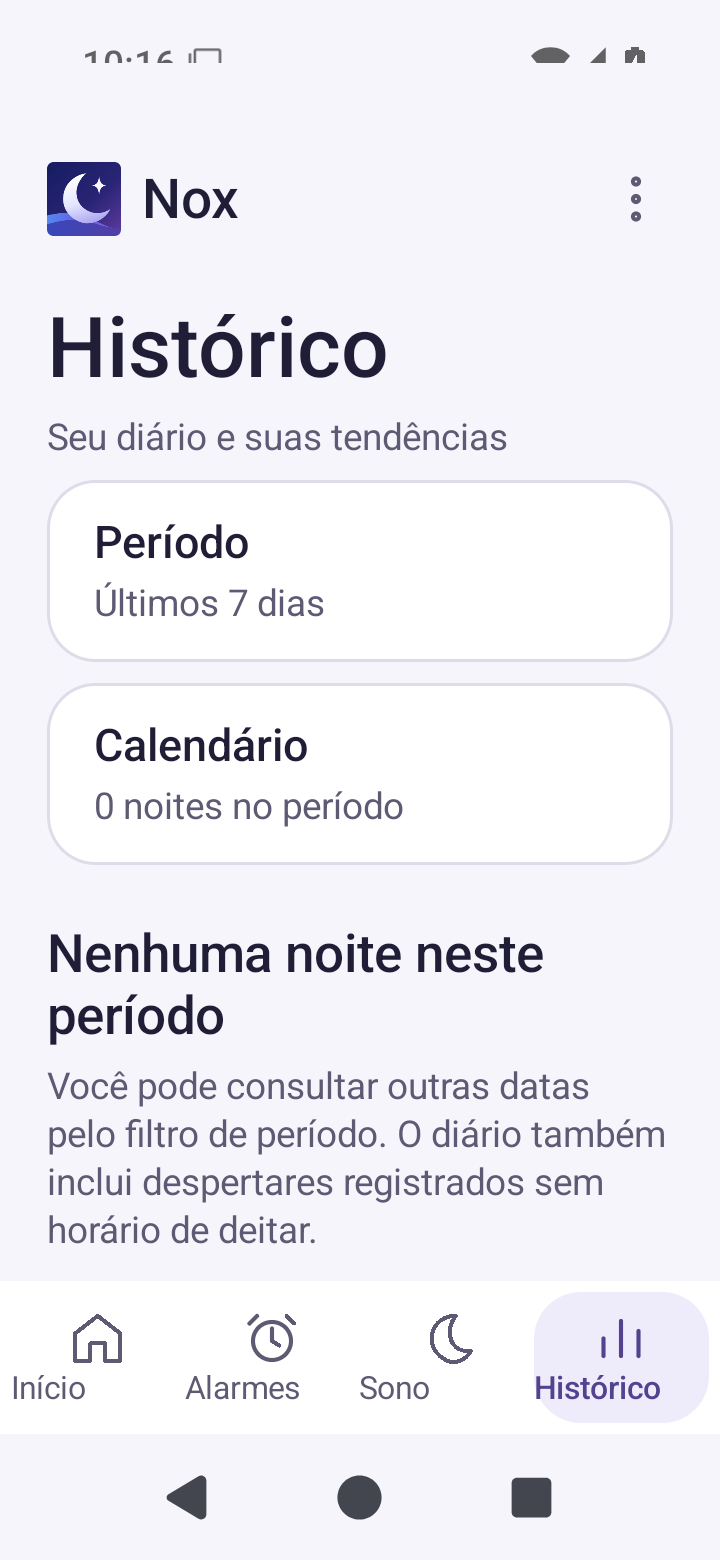 Nox
Histórico
Seu diário e suas tendências
Período
Últimos 7 dias
Calendário
0 noites no período
Nenhuma noite neste
período
Você pode consultar outras datas
pelo filtro de período. O diário também
inclui despertares registrados sem
horário de deitar.
Início
Alarmes
Sono
Histórico